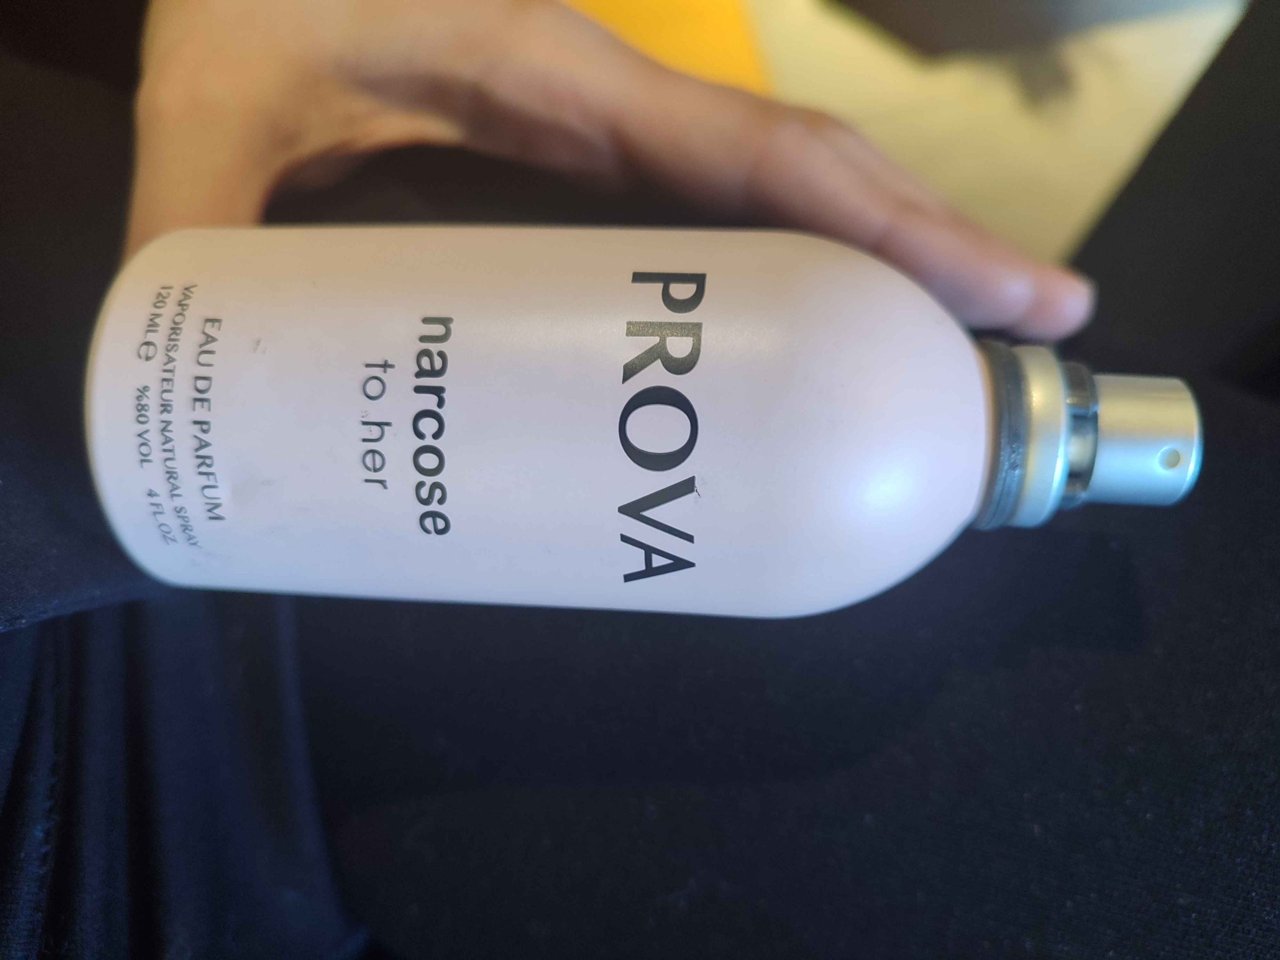 PROVA
narcose
to her
EAU DE PARFUM
VAPORISATEUR NATURAL SPRAY
120 ML e %80 VOL 4 FL.OZ